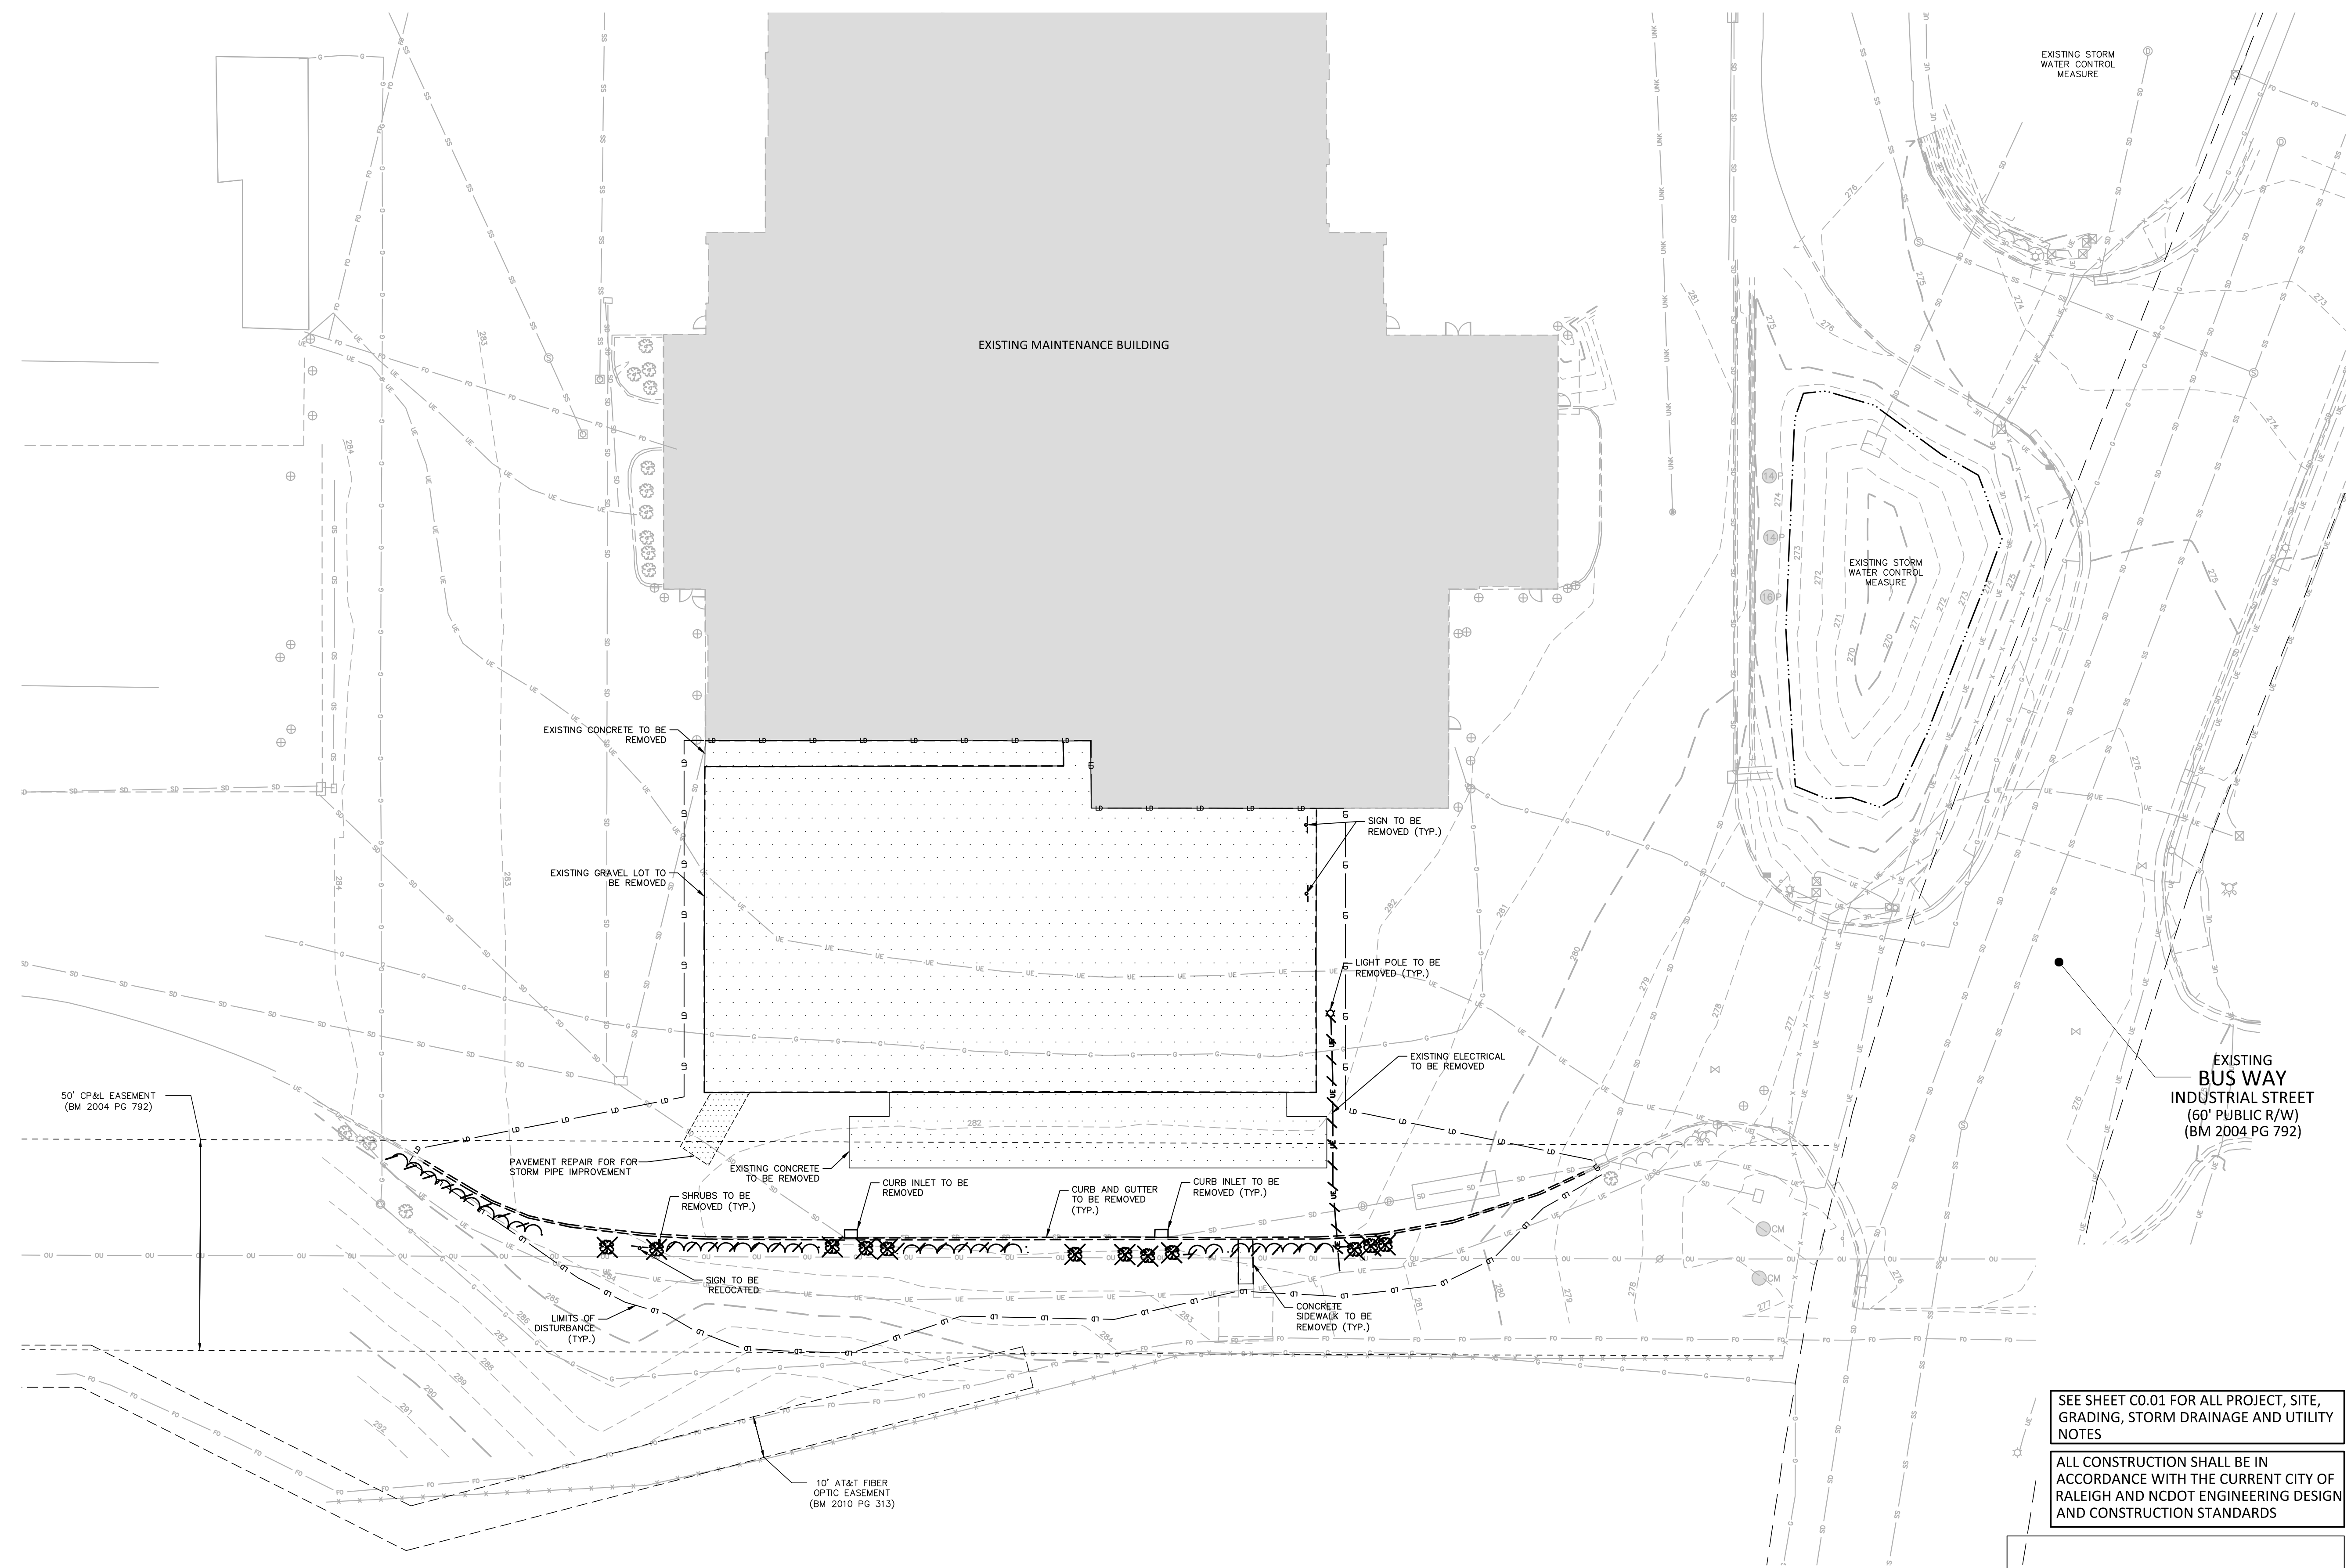 EXISTING STORM
WATER CONTROL
MEASURE
EXISTING MAINTENANCE BUILDING
EXISTING STORM
WATER CONTROL
MEASURE
EXISTING CONCRETE TO BE
REMOVED
SIGN TO BE
REMOVED (TYP.)
EXISTING GRAVEL LOT TO
BE REMOVED
LIGHT POLE TO BE
REMOVED (TYP.)
EXISTING ELECTRICAL
TO BE REMOVED
EXISTING
BUS WAY
INDUSTRIAL STREET
(60' PUBLIC R/W)
(BM 2004 PG 792)
50' CP&L EASEMENT
(BM 2004 PG 792)
PAVEMENT REPAIR FOR FOR
STORM PIPE IMPROVEMENT
EXISTING CONCRETE
TO BE REMOVED
SHRUBS TO BE
REMOVED (TYP.)
CURB INLET TO BE
REMOVED
CURB AND GUTTER
TO BE REMOVED
(TYP.)
CURB INLET TO BE
REMOVED (TYP.)
SIGN TO BE
RELOCATED
LIMITS OF
DISTURBANCE
(TYP.)
CONCRETE
SIDEWALK TO BE
REMOVED (TYP.)
10' AT&T FIBER
OPTIC EASEMENT
(BM 2010 PG 313)
SEE SHEET C0.01 FOR ALL PROJECT, SITE,
GRADING, STORM DRAINAGE AND UTILITY
NOTES
ALL CONSTRUCTION SHALL BE IN
ACCORDANCE WITH THE CURRENT CITY OF
RALEIGH AND NCDOT ENGINEERING DESIGN
AND CONSTRUCTION STANDARDS